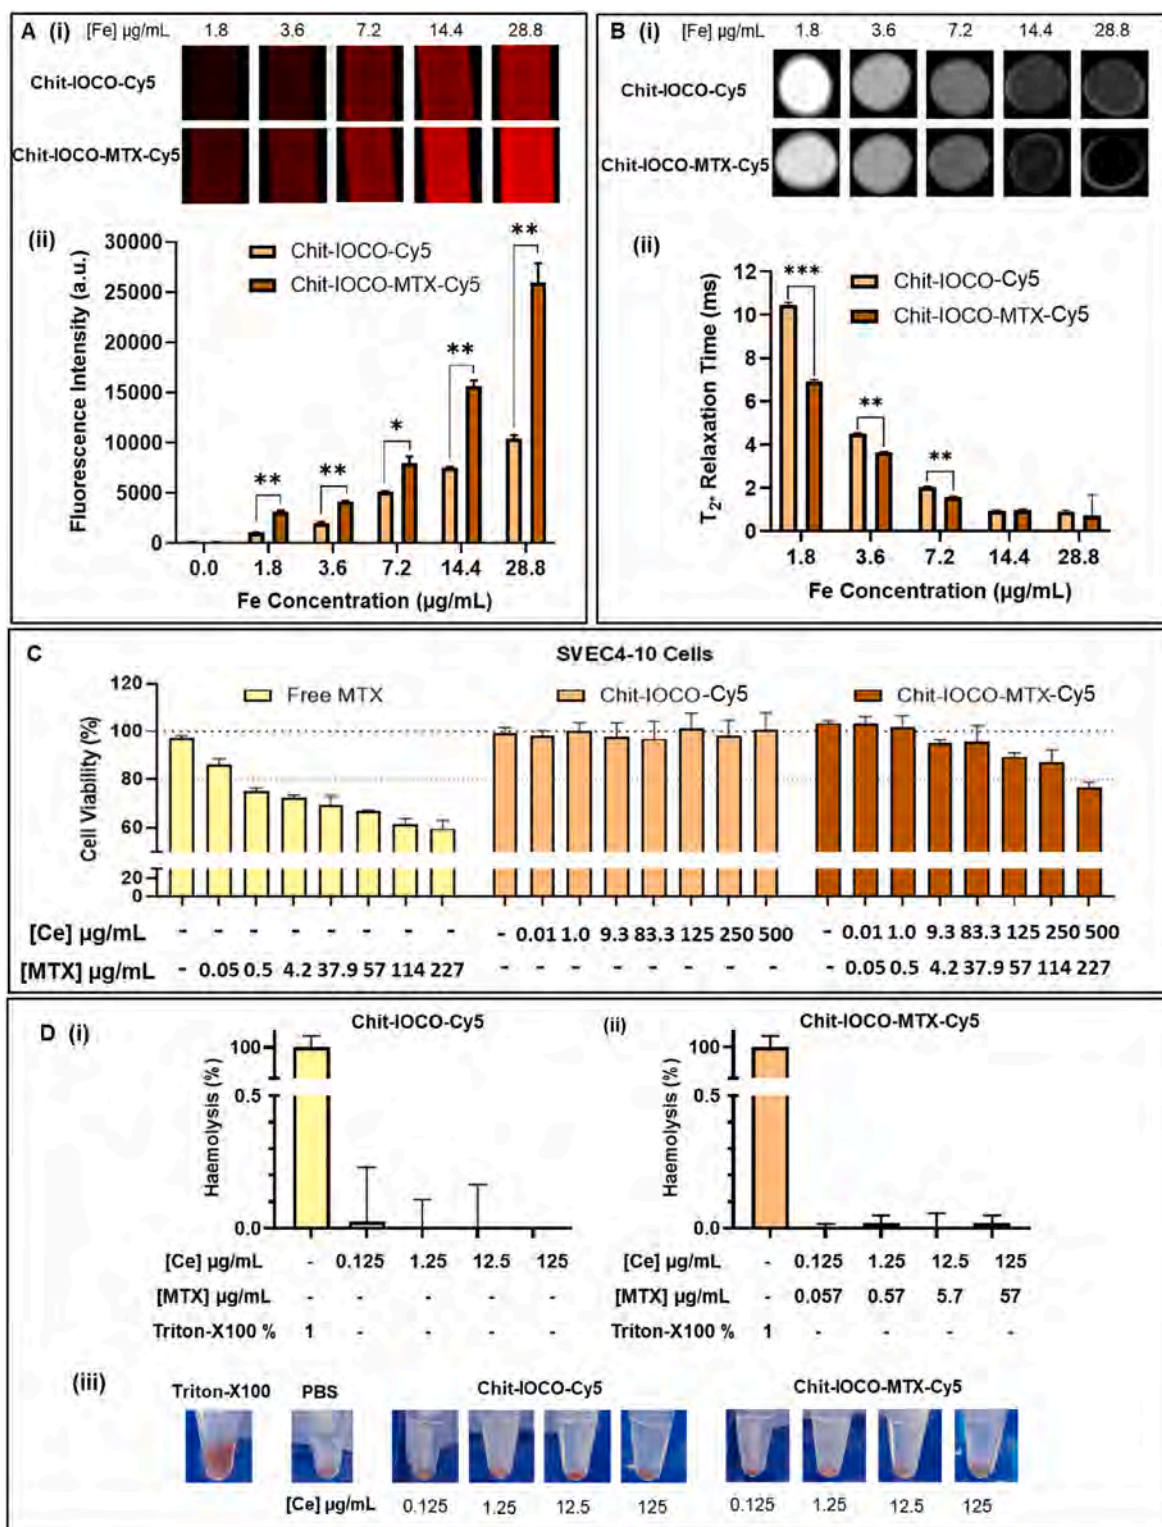 A (i) [Fe] µg/mL 1.8 3.6 7.2 14.4 28.8
Chit-IOCO-Cy5
Chit-IOCO-MTX-Cy5
(ii)
30000
25000
20000
15000
10000
5000
0
Fluorescence Intensity (a.u.)
Chit-IOCO-Cy5
Chit-IOCO-MTX-Cy5
** ** * ** **
0.0 1.8 3.6 7.2 14.4 28.8
Fe Concentration (µg/mL)
B (i) [Fe] µg/mL 1.8 3.6 7.2 14.4 28.8
Chit-IOCO-Cy5
Chit-IOCO-MTX-Cy5
(ii)
12
10
8
6
4
2
0
T2* Relaxation Time (ms)
Chit-IOCO-Cy5
Chit-IOCO-MTX-Cy5
*** ** **
1.8 3.6 7.2 14.4 28.8
Fe Concentration (µg/mL)
C SVEC4-10 Cells
Free MTX Chit-IOCO-Cy5 Chit-IOCO-MTX-Cy5
120
100
80
60
20
0
Cell Viability (%)
[Ce] µg/mL - - - - - - - - - 0.01 1.0 9.3 83.3 125 250 500 - 0.01 1.0 9.3 83.3 125 250 500
[MTX] µg/mL - 0.05 0.5 4.2 37.9 57 114 227 - - - - - - - - - 0.05 0.5 4.2 37.9 57 114 227
D (i) Chit-IOCO-Cy5
100
0.5
0.0
Haemolysis (%)
[Ce] µg/mL - 0.125 1.25 12.5 125
[MTX] µg/mL - - - - -
Triton-X100 % 1 - - - -
(ii) Chit-IOCO-MTX-Cy5
100
0.5
0.0
Haemolysis (%)
[Ce] µg/mL - 0.125 1.25 12.5 125
[MTX] µg/mL - 0.057 0.57 5.7 57
Triton-X100 % 1 - - - -
(iii)
Triton-X100 PBS Chit-IOCO-Cy5 Chit-IOCO-MTX-Cy5
[Ce] µg/mL 0.125 1.25 12.5 125 0.125 1.25 12.5 125